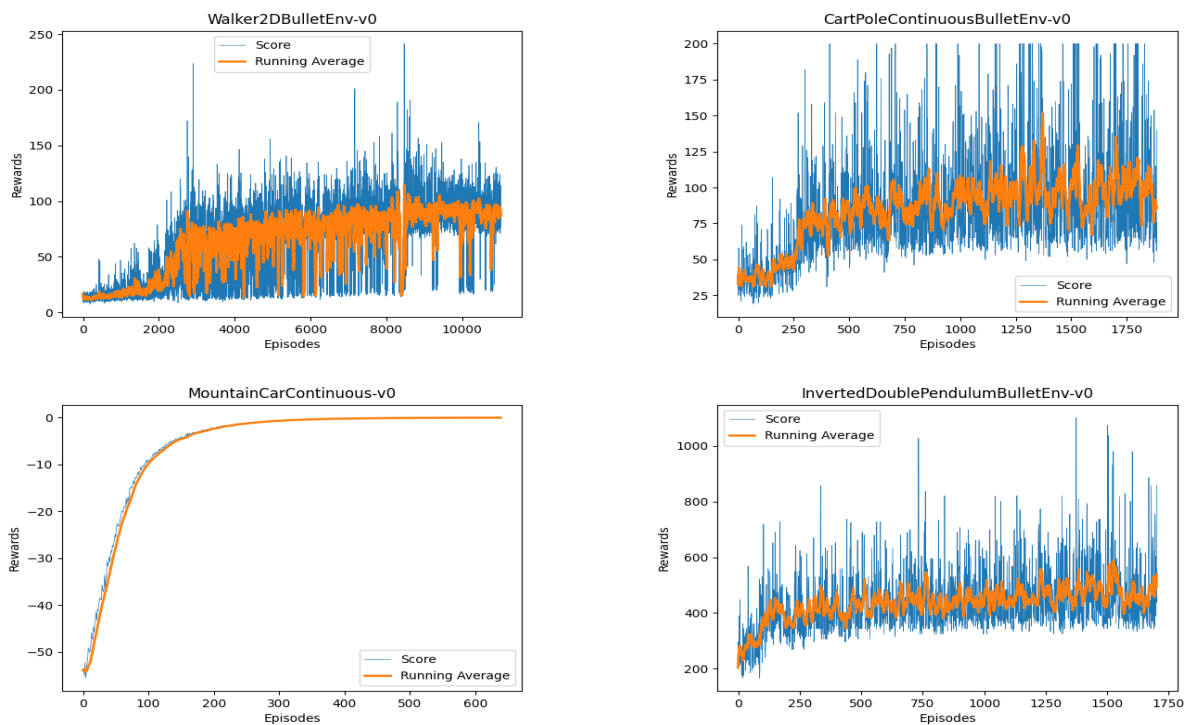 Walker2DBulletEnv-v0
250
200
150
100
50
0
Rewards
Score
Running Average
0
2000
4000
6000
8000
10000
Episodes
CartPoleContinuousBulletEnv-v0
200
175
150
125
100
75
50
25
Rewards
Score
Running Average
0
250
500
750
1000
1250
1500
1750
Episodes
MountainCarContinuous-v0
0
−10
−20
−30
−40
−50
Rewards
Score
Running Average
0
100
200
300
400
500
600
Episodes
InvertedDoublePendulumBulletEnv-v0
1000
800
600
400
200
Rewards
Score
Running Average
0
250
500
750
1000
1250
1500
1750
Episodes